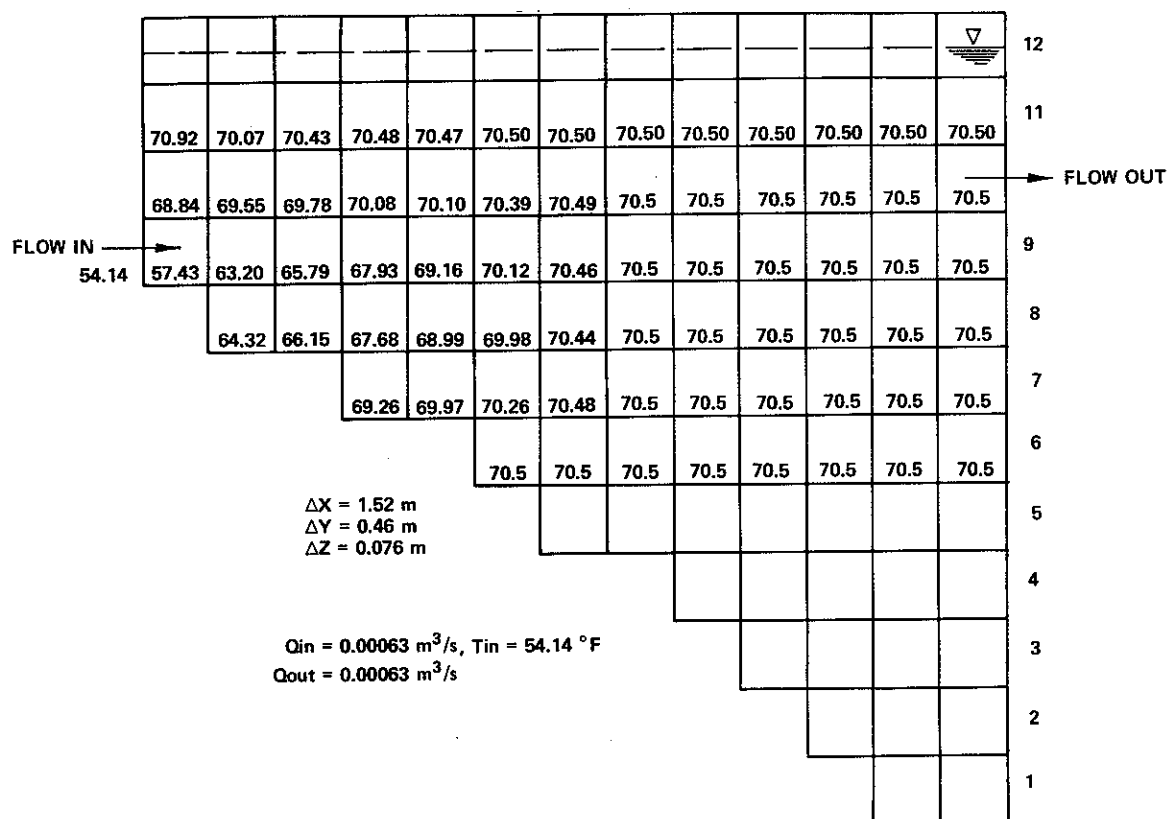 12
11
70.92 70.07 70.43 70.48 70.47 70.50 70.50 70.50 70.50 70.50 70.50 70.50 70.50
FLOW OUT
68.84 69.55 69.78 70.08 70.10 70.39 70.49 70.5 70.5 70.5 70.5 70.5 70.5
FLOW IN
9
54.14 57.43 63.20 65.79 67.93 69.16 70.12 70.46 70.5 70.5 70.5 70.5 70.5 70.5
8
64.32 66.15 67.68 68.99 69.98 70.44 70.5 70.5 70.5 70.5 70.5 70.5
7
69.26 69.97 70.26 70.48 70.5 70.5 70.5 70.5 70.5 70.5
6
70.5 70.5 70.5 70.5 70.5 70.5 70.5 70.5
ΔX = 1.52 m
5
ΔY = 0.46 m
ΔZ = 0.076 m
4
Qin = 0.00063 m³/s, Tin = 54.14 °F
3
Qout = 0.00063 m³/s
2
1